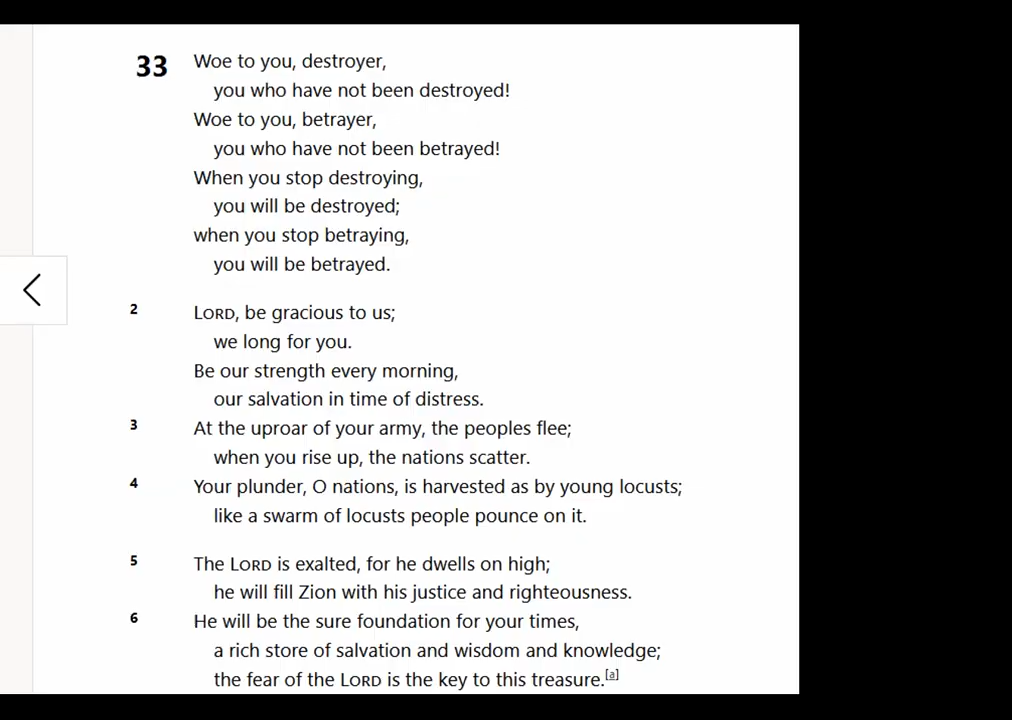 33 Woe to you, destroyer,
you who have not been destroyed!
Woe to you, betrayer,
you who have not been betrayed!
When you stop destroying,
you will be destroyed;
when you stop betraying,
you will be betrayed.
2 LORD, be gracious to us;
we long for you.
Be our strength every morning,
our salvation in time of distress.
3 At the uproar of your army, the peoples flee;
when you rise up, the nations scatter.
4 Your plunder, O nations, is harvested as by young locusts;
like a swarm of locusts people pounce on it.
5 The LORD is exalted, for he dwells on high;
he will fill Zion with his justice and righteousness.
6 He will be the sure foundation for your times,
a rich store of salvation and wisdom and knowledge;
the fear of the LORD is the key to this treasure.[a]